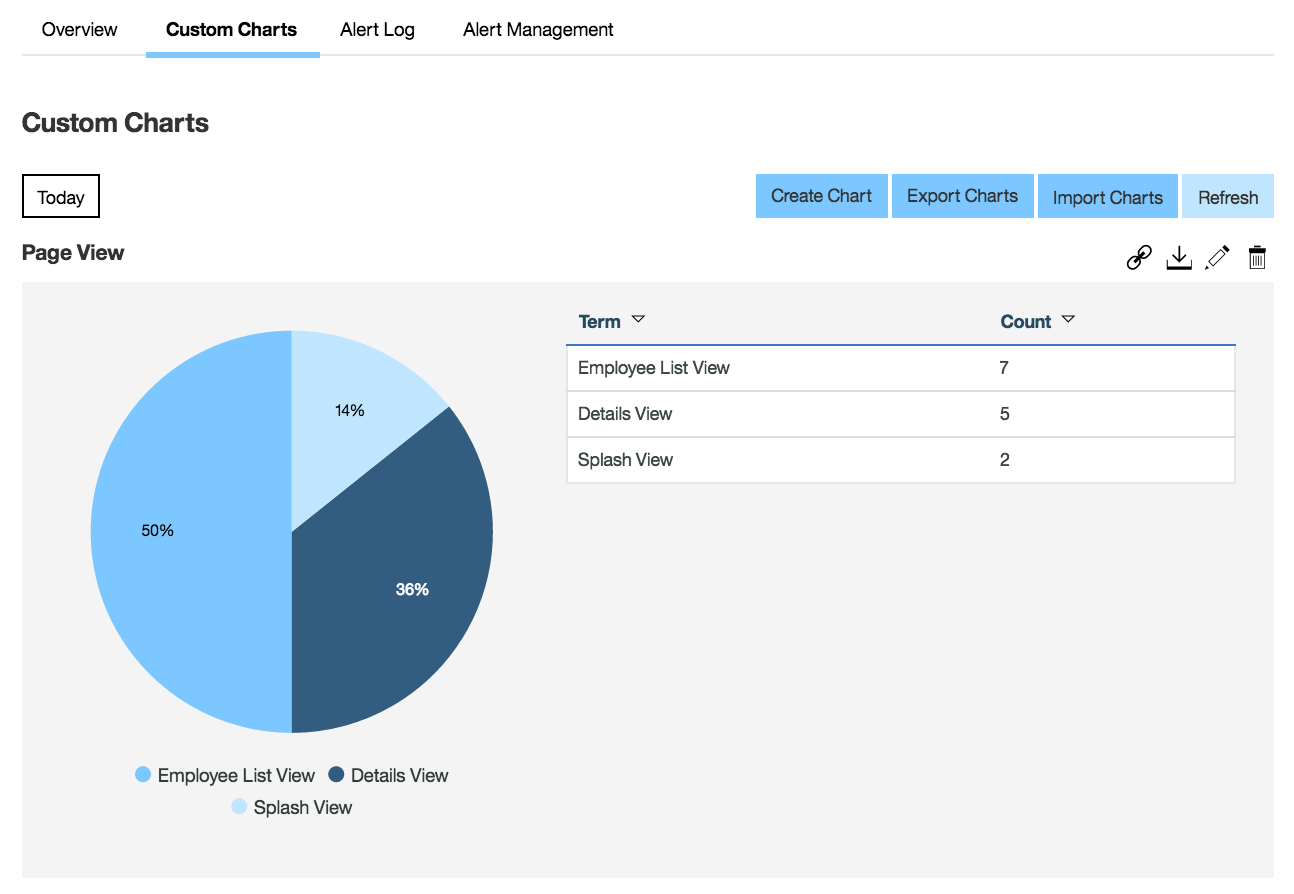 Overview Custom Charts Alert Log Alert Management
Custom Charts
Today Create Chart Export Charts Import Charts Refresh
Page View
Term Count
Employee List View 7
Details View 5
Splash View 2
14%
50%
36%
Employee List View Details View
Splash View